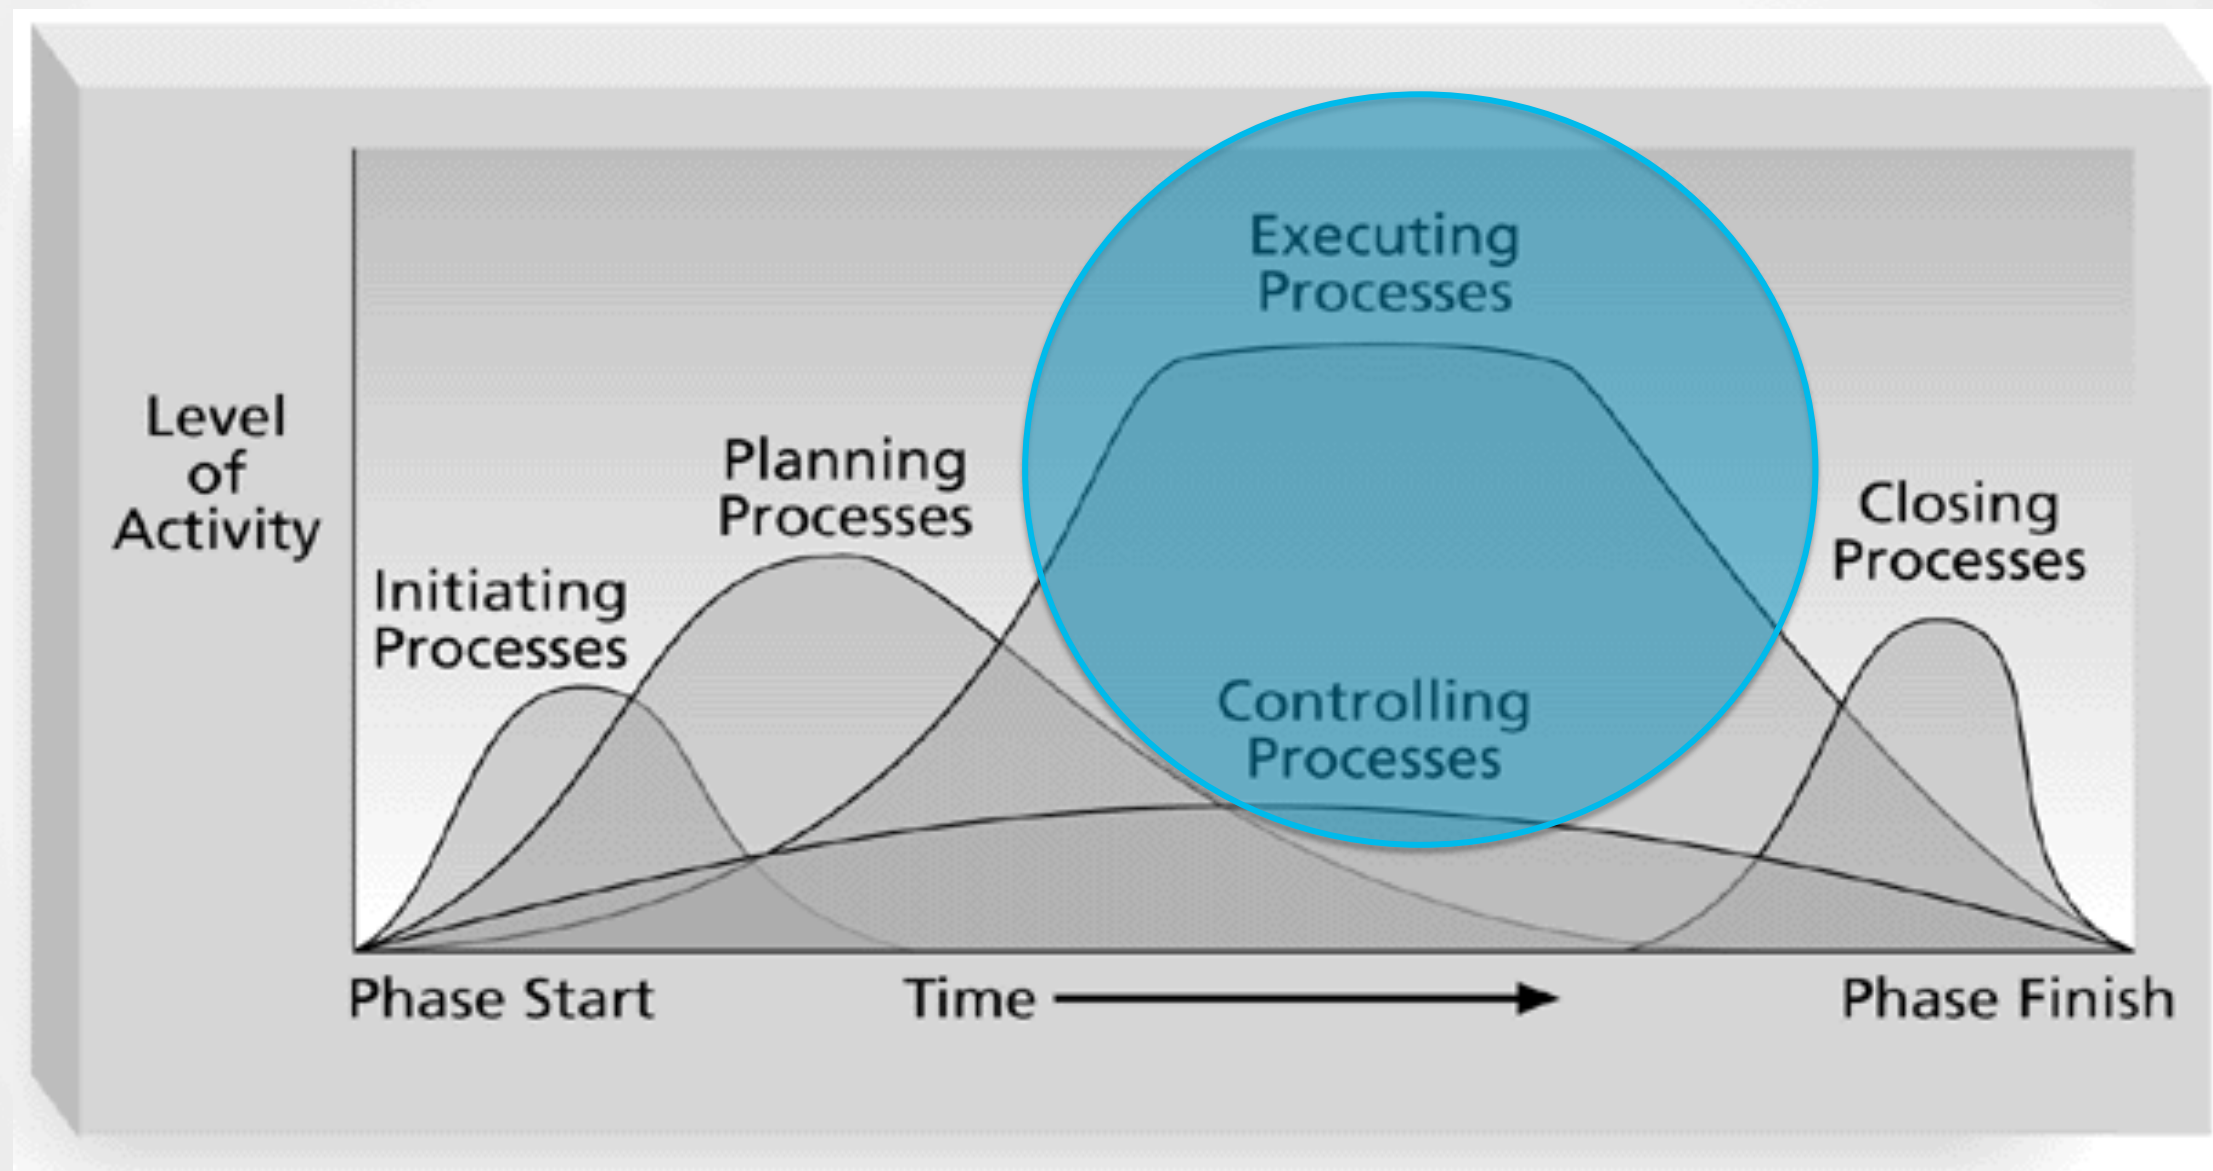 Executing
Processes
Level
of
Activity
Planning
Processes
Closing
Processes
Initiating
Processes
Controlling
Processes
Phase Start
Time
Phase Finish